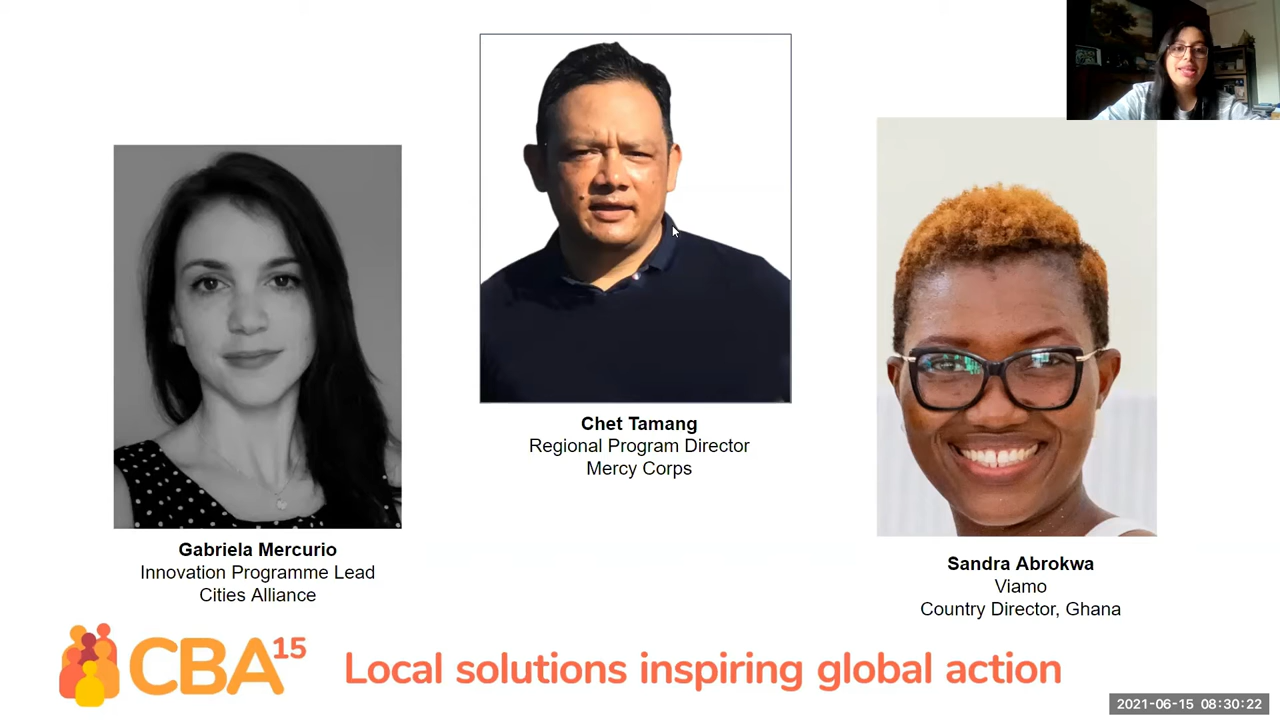 Chet Tamang
Regional Program Director
Mercy Corps
Gabriela Mercurio
Innovation Programme Lead
Cities Alliance
Sandra Abrokwa
Viamo
Country Director, Ghana
CBA15
Local solutions inspiring global action
2021-06-15 08:30:22